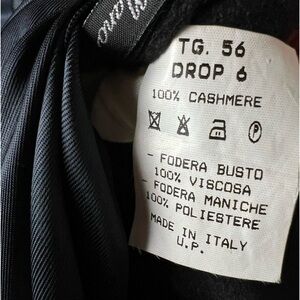 TG. 56
DROP 6
100% CASHMERE
P
- FODERA BUSTO
100% VISCOSA
- FODERA MANICHE
100% POLIESTERE
MADE IN ITALY
U.P.